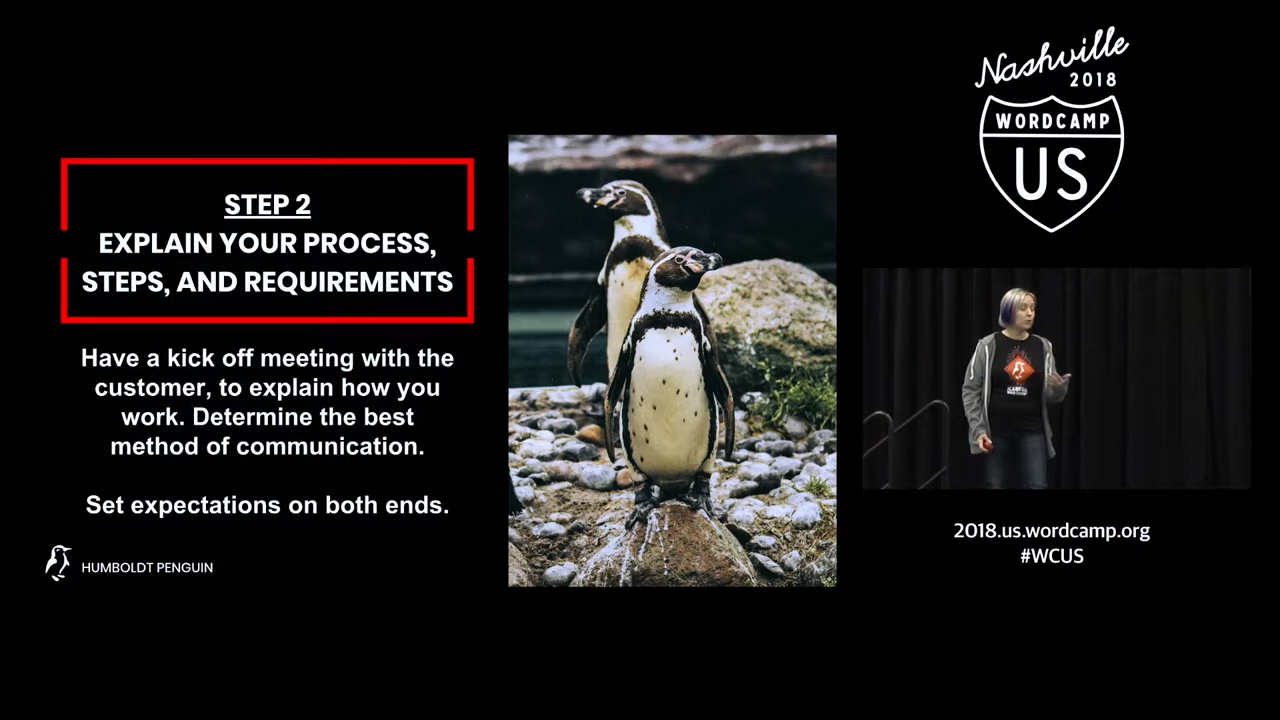 STEP 2
EXPLAIN YOUR PROCESS,
STEPS, AND REQUIREMENTS
Have a kick off meeting with the
customer, to explain how you
work. Determine the best
method of communication.
Set expectations on both ends.
HUMBOLDT PENGUIN
Nashville
2018
WORDCAMP
US
2018.us.wordcamp.org
#WCUS